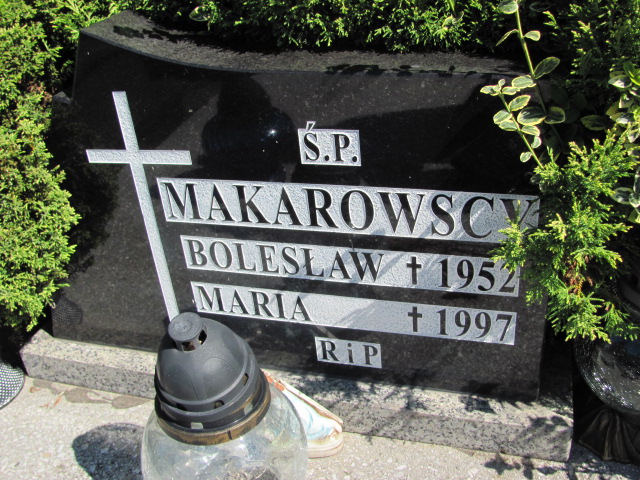 Ś.P.
MAKAROWSCY
BOLESŁAW † 1952
MARIA † 1997
RiP